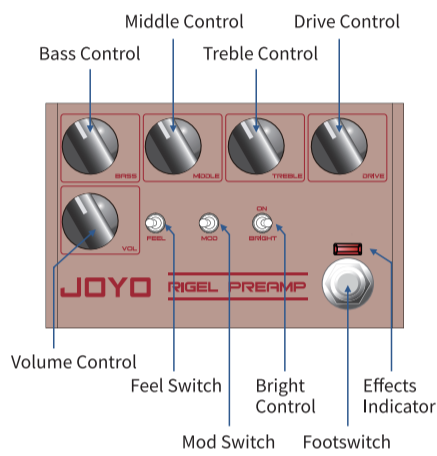 Middle Control
Drive Control
Bass Control
Treble Control
BASS
MIDDLE
TREBLE
DRIVE
VOL
FEEL
MOD
ON
BRIGHT
JOYO
RIGEL PREAMP
Volume Control
Feel Switch
Bright
Control
Effects
Indicator
Mod Switch
Footswitch